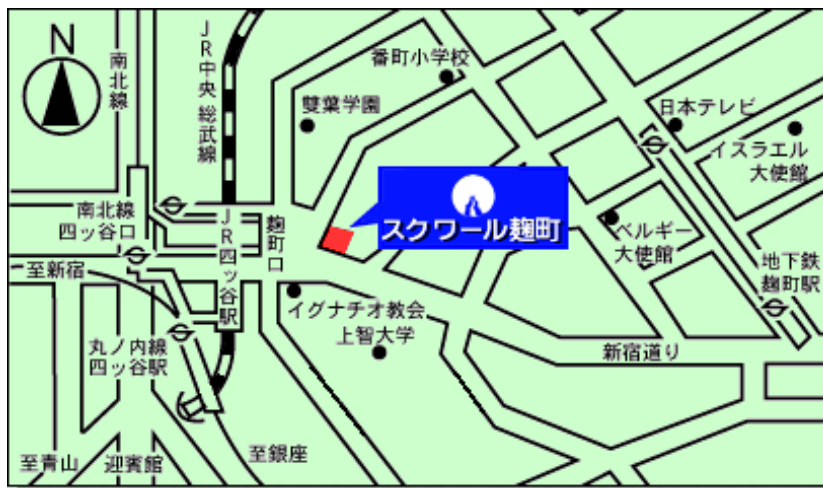 N
南北線
JR中央 総武線
番町小学校
雙葉学園
日本テレビ
イスラエル
大使館
南北線
四ッ谷口
JR四ッ谷駅
麹町口
スクワール麹町
ベルギー
大使館
地下鉄
麹町駅
至新宿
イグナチオ教会
上智大学
新宿通り
丸ノ内線
四ッ谷駅
至青山
迎賓館
至銀座